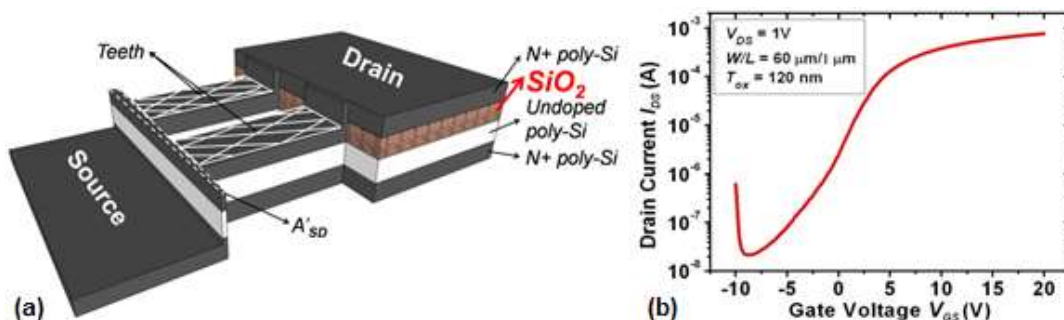 Teeth
Drain
N+ poly-Si
SiO₂
Undoped
poly-Si
N+ poly-Si
Source
A'SD
(a)
10⁻³
10⁻⁴
10⁻⁵
10⁻⁶
10⁻⁷
10⁻⁸
Drain Current IDS (A)
VDS = 1V
W/L = 60 μm/1 μm
Tox = 120 nm
-10 -5 0 5 10 15 20
Gate Voltage VGS (V)
(b)